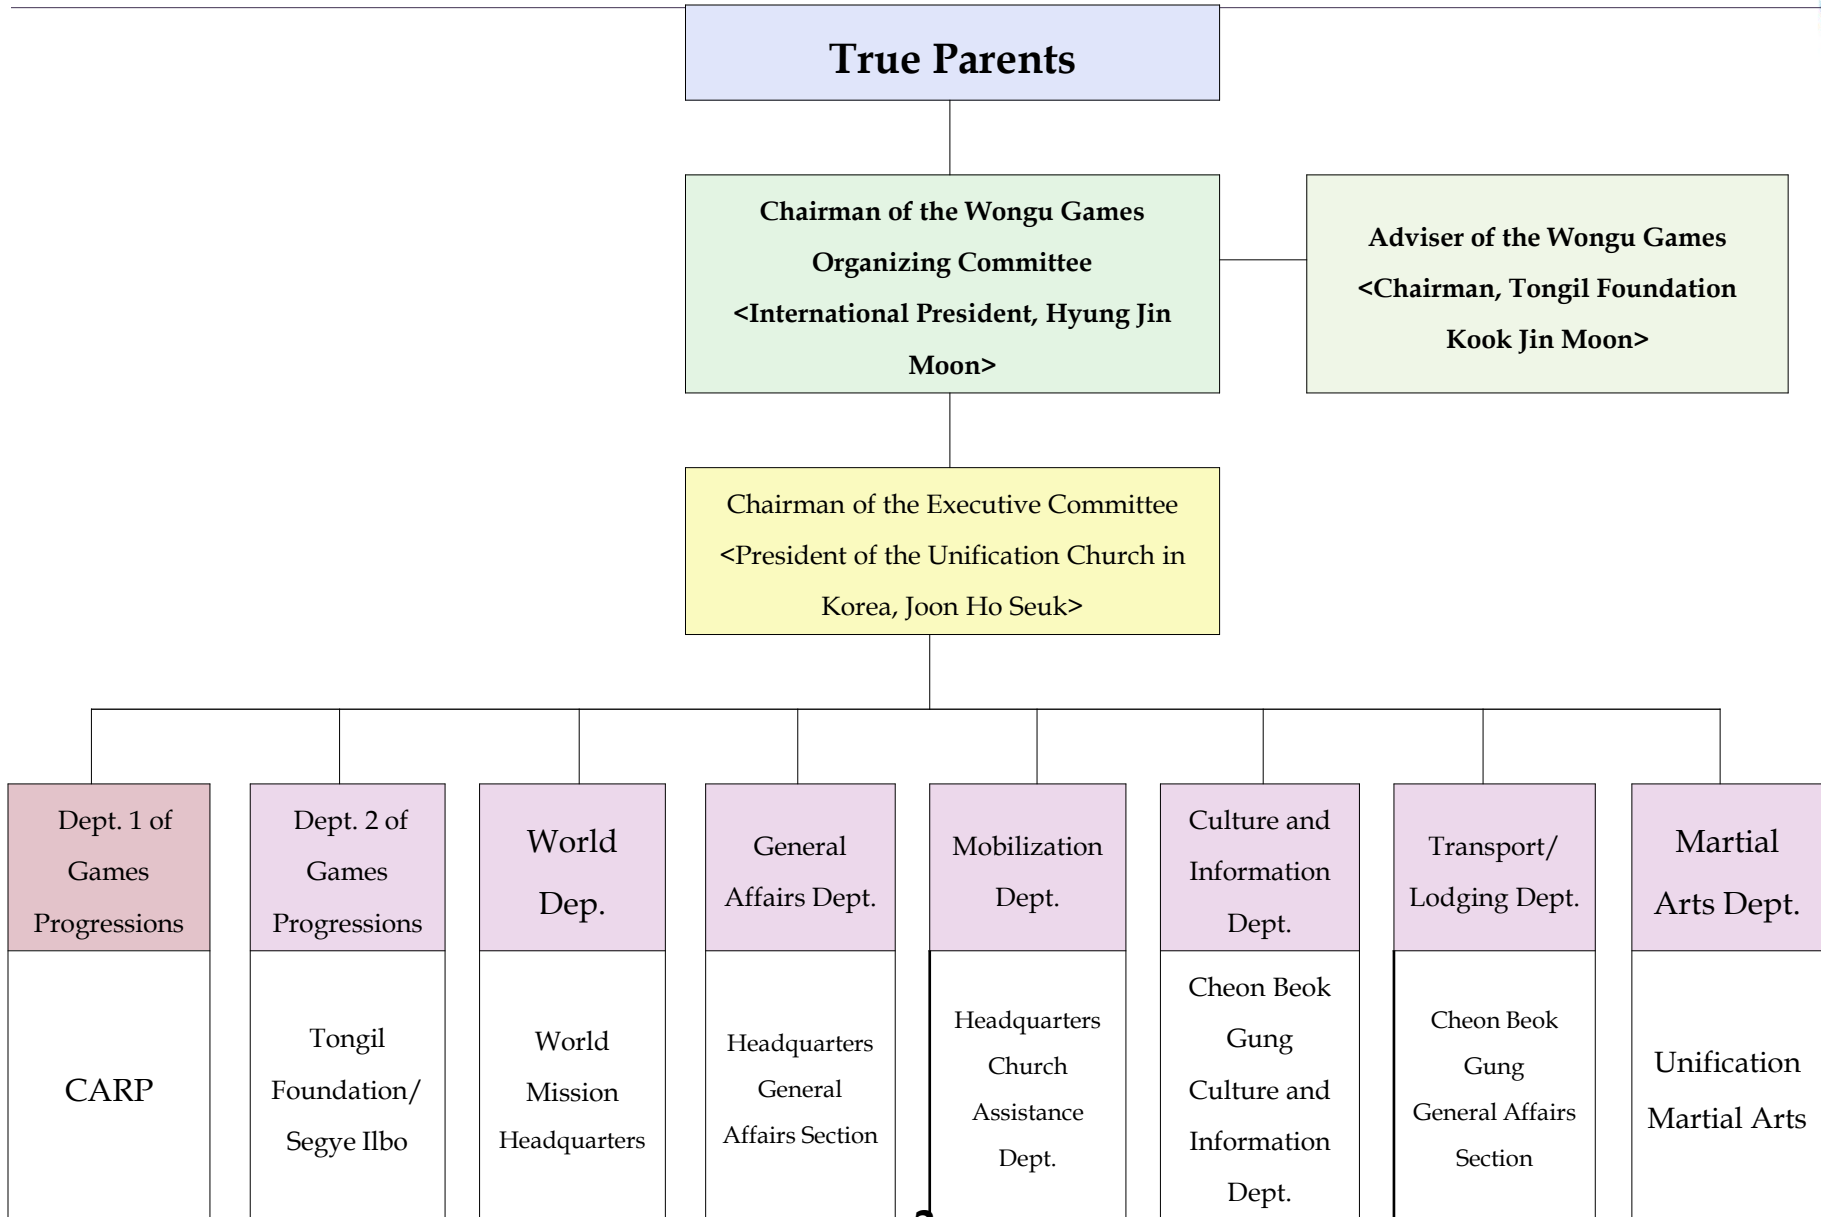 True Parents
Chairman of the Wongu Games
Organizing Committee
<International President, Hyung Jin
Moon>
Adviser of the Wongu Games
<Chairman, Tongil Foundation
Kook Jin Moon>
Chairman of the Executive Committee
<President of the Unification Church in
Korea, Joon Ho Seuk>
Dept. 1 of
Games
Progressions
Dept. 2 of
Games
Progressions
World
Dep.
General
Affairs Dept.
Mobilization
Dept.
Culture and
Information
Dept.
Transport/
Lodging Dept.
Martial
Arts Dept.
CARP
Tongil
Foundation/
Segye Ilbo
World
Mission
Headquarters
Headquarters
General
Affairs Section
Headquarters
Church
Assistance
Dept.
Cheon Beok
Gung
Culture and
Information
Dept.
Cheon Beok
Gung
General Affairs
Section
Unification
Martial Arts